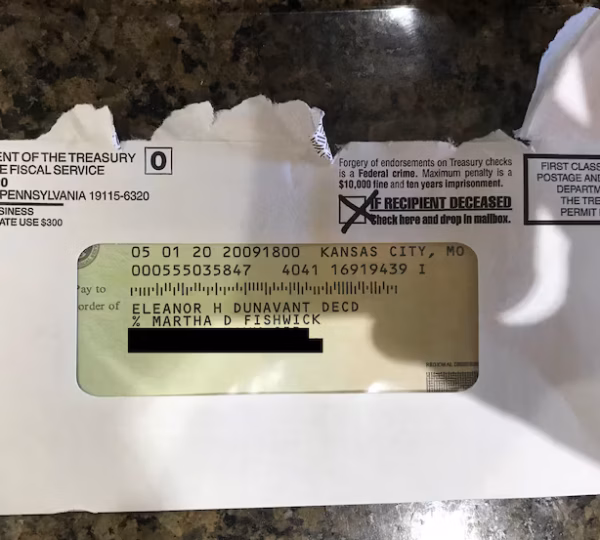 ENT OF THE TREASURY
E FISCAL SERVICE
0
0
PENNSYLVANIA 19115-6320
SINESS
ATE USE $300
Forgery of endorsements on Treasury checks
is a Federal crime. Maximum penalty is a
$10,000 fine and ten years imprisonment.
IF RECIPIENT DECEASED
Check here and drop in mailbox.
FIRST CLASS
POSTAGE AND
DEPARTM
THE TRE
PERMIT
05 01 20 20091800 KANSAS CITY, MO
000555035847 4041 16919439 I
Pay to
order of
ELEANOR H DUNAVANT DECD
% MARTHA D FISHWICK